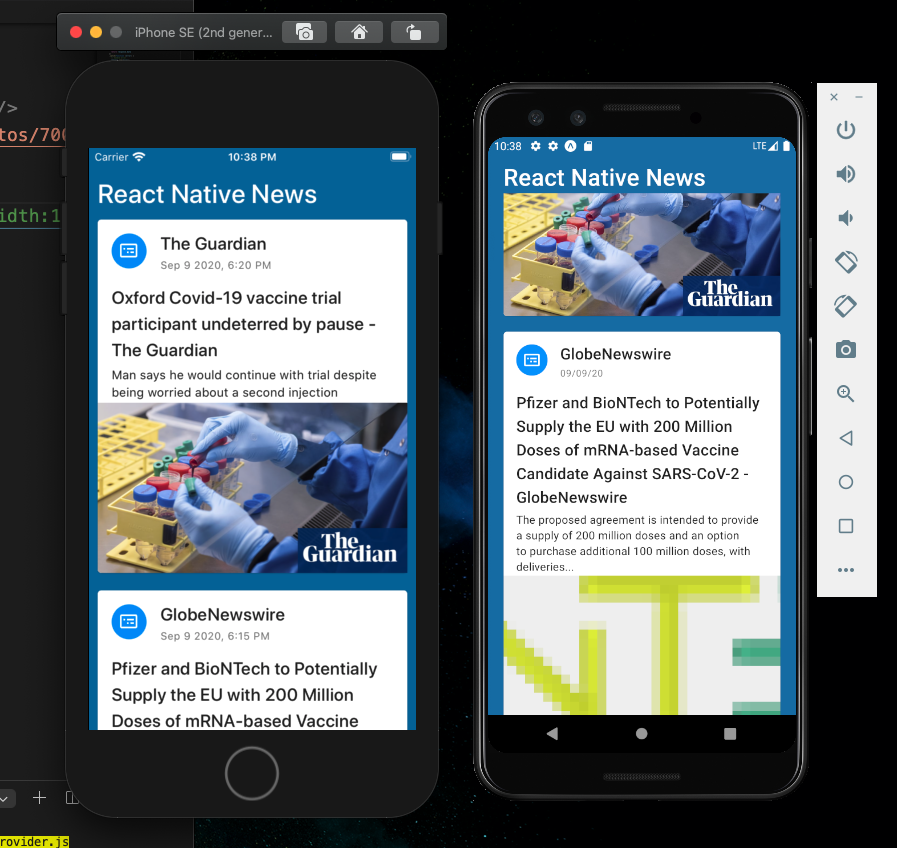 iPhone SE (2nd gener...
/>
tos/700
idth:1
rovider.js
Carrier
10:38 PM
React Native News
The Guardian
Sep 9 2020, 6:20 PM
Oxford Covid-19 vaccine trial
participant undeterred by pause -
The Guardian
Man says he would continue with trial despite
being worried about a second injection
The
Guardian
GlobeNewswire
Sep 9 2020, 6:15 PM
Pfizer and BioNTech to Potentially
Supply the EU with 200 Million
Doses of mRNA-based Vaccine
10:38
LTE
React Native News
The
Guardian
GlobeNewswire
09/09/20
Pfizer and BioNTech to Potentially
Supply the EU with 200 Million
Doses of mRNA-based Vaccine
Candidate Against SARS-CoV-2 -
GlobeNewswire
The proposed agreement is intended to provide
a supply of 200 million doses and an option
to purchase additional 100 million doses, with
deliveries...